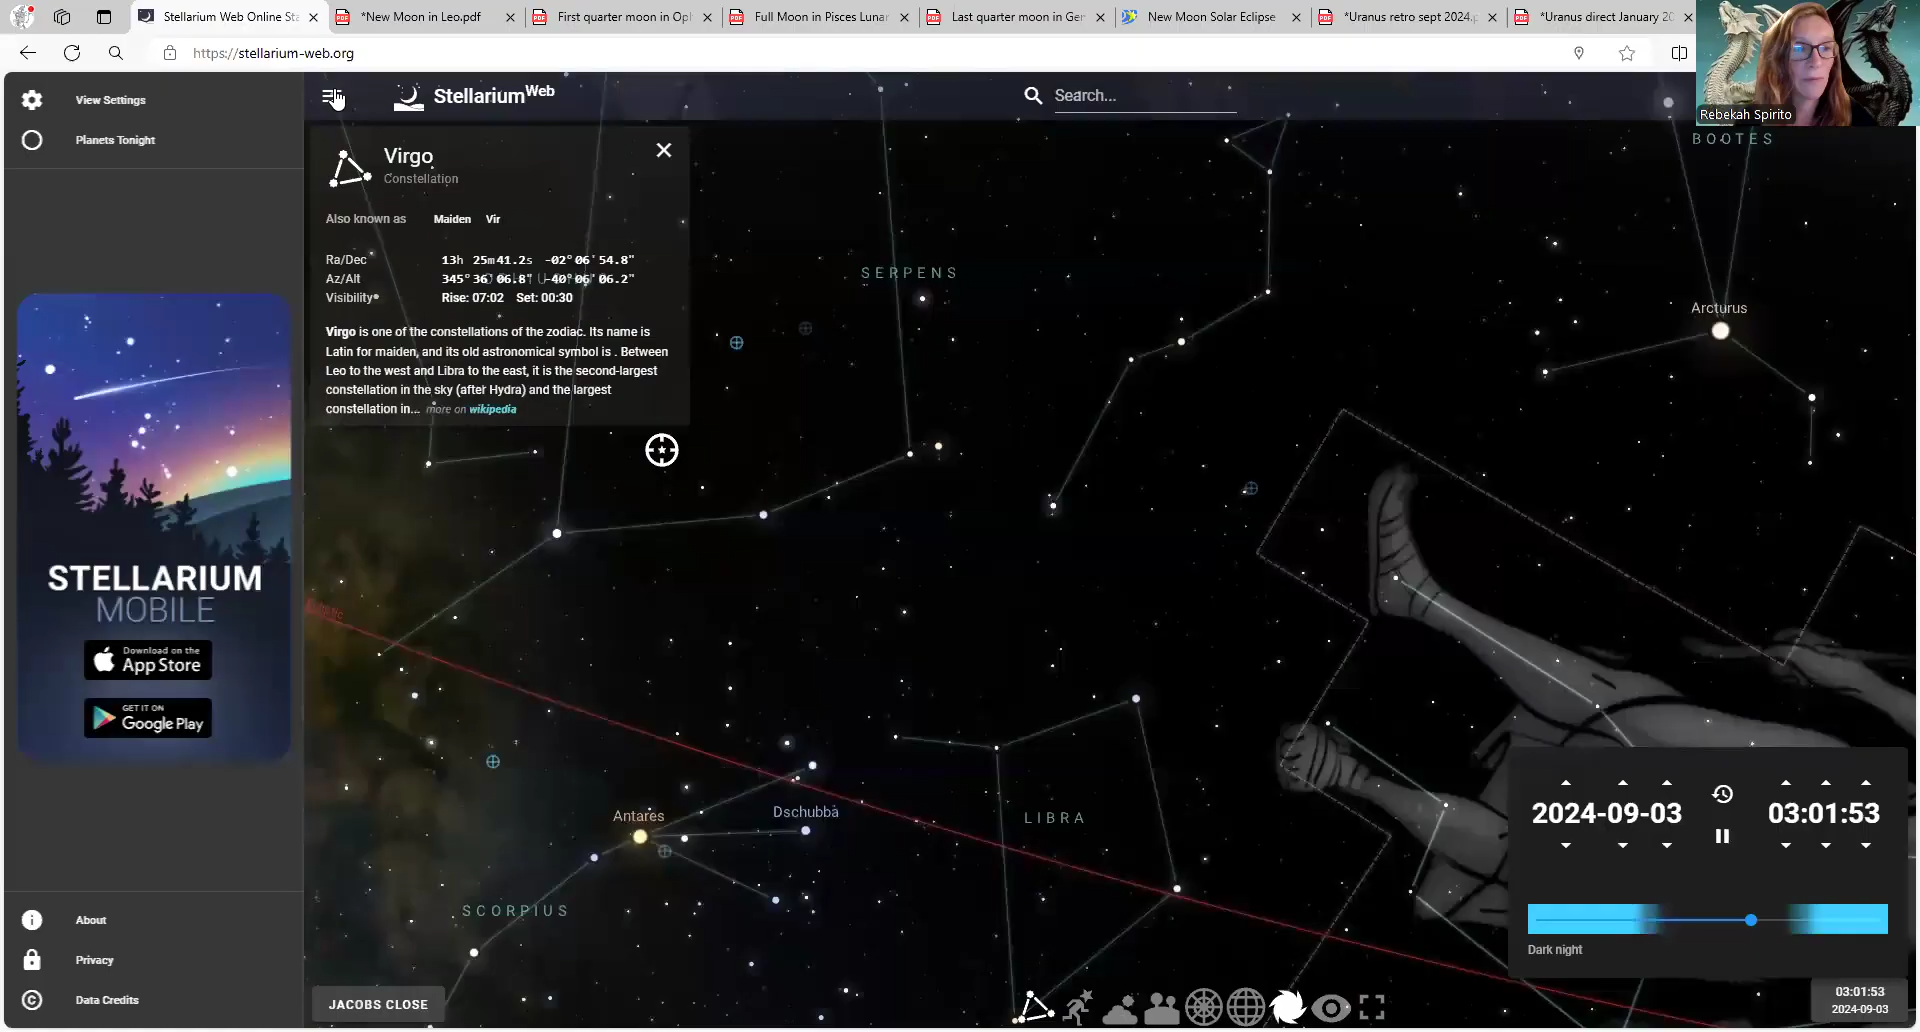 Stellarium Web Online Sta
*New Moon in Leo.pdf
First quarter moon in Oph
Full Moon in Pisces Lunar
Last quarter moon in Gem
New Moon Solar Eclipse
*Uranus retro sept 2024.p
*Uranus direct January 20
https://stellarium-web.org
Rebekah Spirito
View Settings
Planets Tonight
StellariumWeb
Search...
Virgo
Constellation
Also known as Maiden Vir
Ra/Dec 13h 25m 41.2s -02° 06' 54.8"
Az/Alt 345° 36' 06.8" -40° 06' 06.2"
Visibility Rise: 07:02 Set: 00:30
Virgo is one of the constellations of the zodiac. Its name is
Latin for maiden, and its old astronomical symbol is . Between
Leo to the west and Libra to the east, it is the second-largest
constellation in the sky (after Hydra) and the largest
constellation in... more on wikipedia
BOOTES
SERPENS
Arcturus
Ecliptic
Antares
Dschubba
LIBRA
SCORPIUS
STELLARIUM
MOBILE
Download on the
App Store
GET IT ON
Google Play
2024-09-03 03:01:53
Dark night
About
Privacy
Data Credits
JACOBS CLOSE
03:01:53
2024-09-03